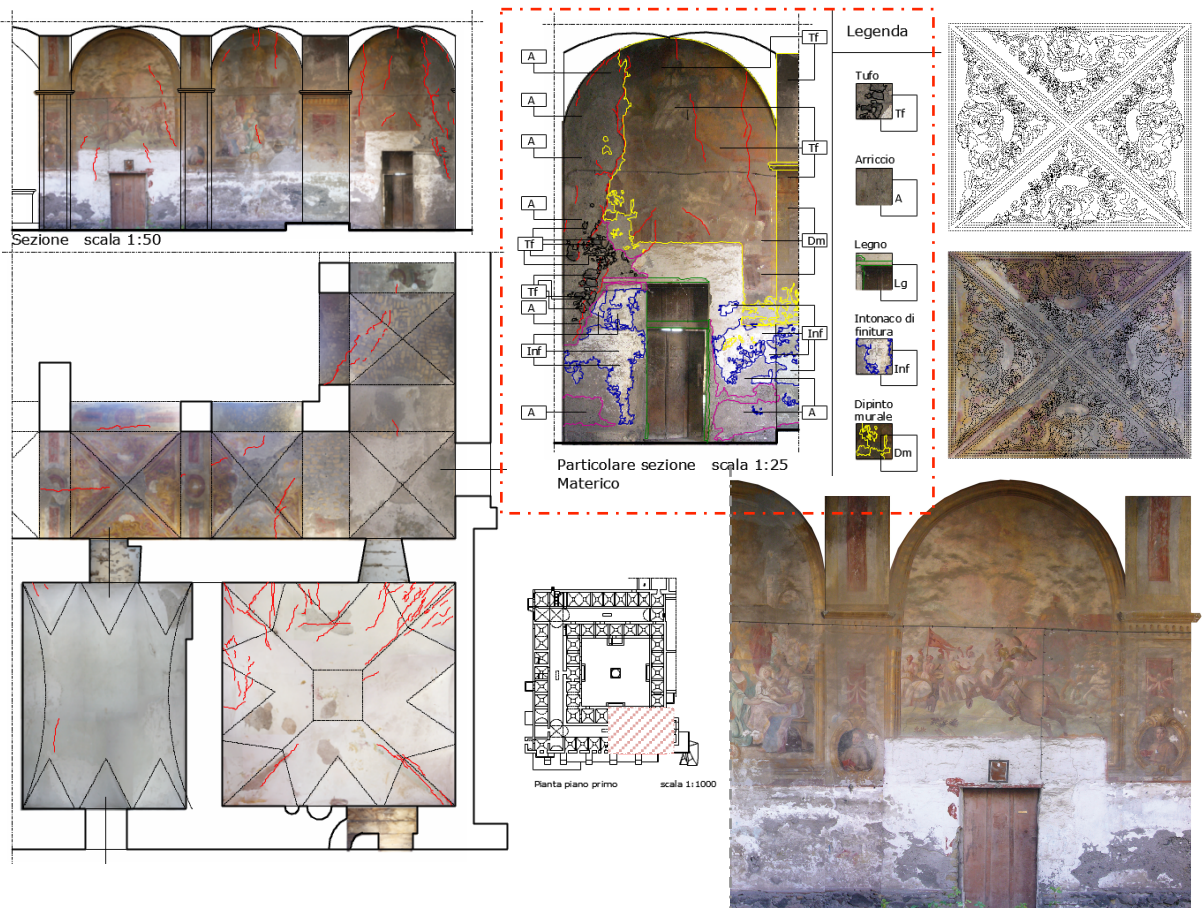 Sezione scala 1:50
A
A
A
A
Tf
Tf
A
Inf
A
Tf
Tf
Dm
Inf
A
Particolare sezione scala 1:25
Materico
Legenda
Tufo
Tf
Arriccio
A
Legno
Lg
Intonaco di
finitura
Inf
Dipinto
murale
Dm
Pianta piano primo scala 1:1000